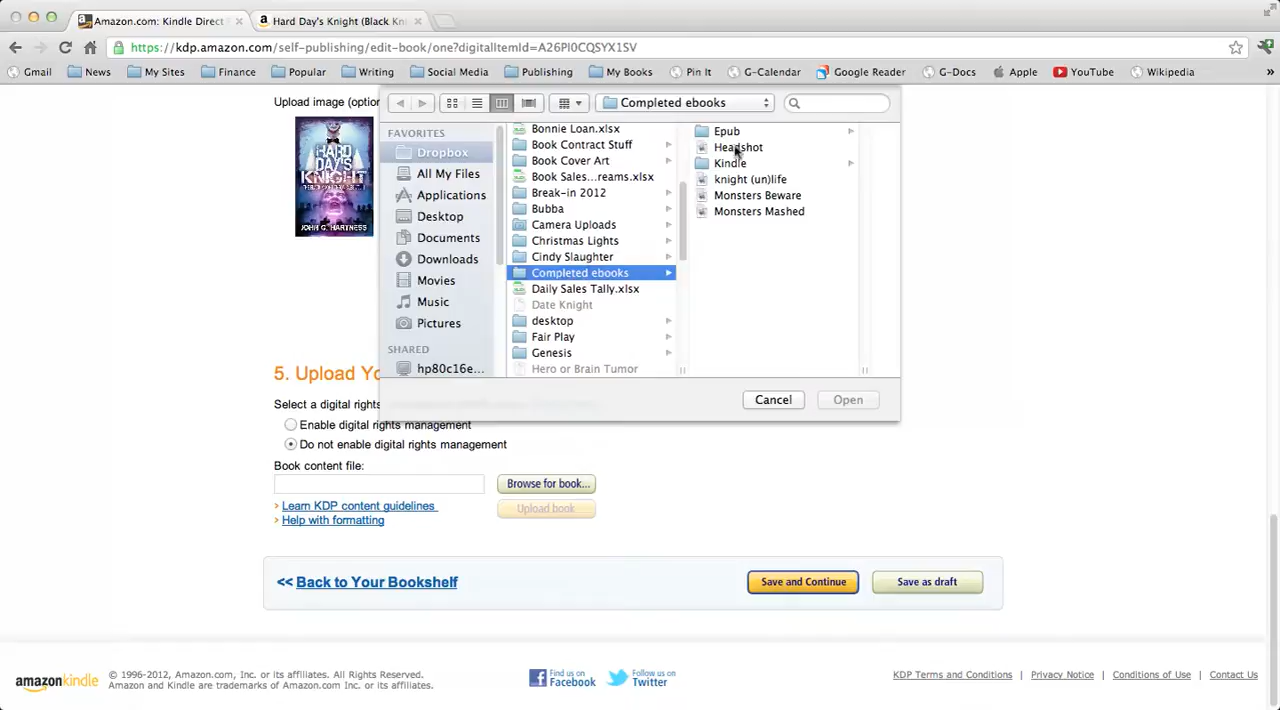 Amazon.com: Kindle Direct
Hard Day's Knight (Black Kn
https://kdp.amazon.com/self-publishing/edit-book/one?digitalItemId=A26PI0CQSYX1SV
Gmail News My Sites Finance Popular Writing Social Media Publishing My Books Pin It G-Calendar Google Reader G-Docs Apple YouTube Wikipedia »
Upload image (option
HARD DAY'S KNIGHT
JOHN G. HARTNESS
Completed ebooks
FAVORITES
Dropbox
All My Files
Applications
Desktop
Documents
Downloads
Movies
Music
Pictures
SHARED
hp80c16e...
Bonnie Loan.xlsx
Book Contract Stuff
Book Cover Art
Book Sales...reams.xlsx
Break-in 2012
Bubba
Camera Uploads
Christmas Lights
Cindy Slaughter
Completed ebooks
Daily Sales Tally.xlsx
Date Knight
desktop
Fair Play
Genesis
Hero or Brain Tumor
Epub
Headshot
Kindle
knight (un)life
Monsters Beware
Monsters Mashed
Cancel Open
5. Upload Yo
Select a digital rights
Enable digital rights management
Do not enable digital rights management
Book content file:
Browse for book...
› Learn KDP content guidelines
Upload book
› Help with formatting
<< Back to Your Bookshelf
Save and Continue
Save as draft
amazonkindle
© 1996-2012, Amazon.com, Inc. or its affiliates. All Rights Reserved.
Amazon and Kindle are trademarks of Amazon.com Inc. or its affiliates.
Find us on
Facebook
Follow us on
Twitter
KDP Terms and Conditions | Privacy Notice | Conditions of Use | Contact Us